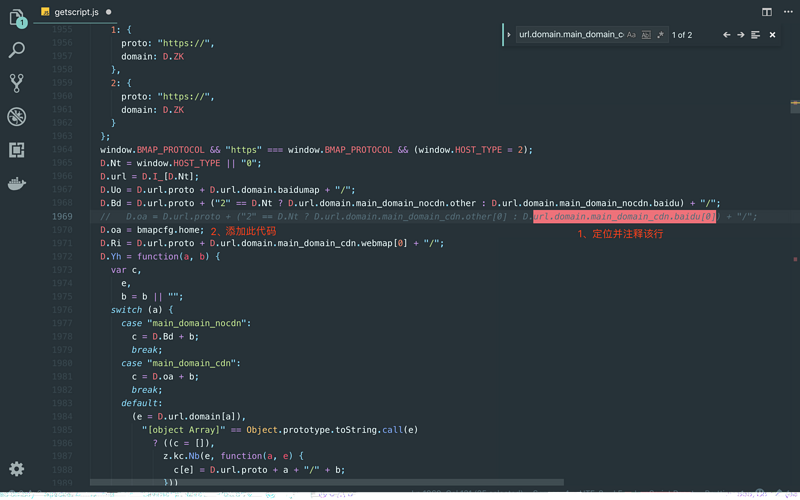 getscript.js
1
url.domain.main_domain_cc
Aa
Ab|
.*
1 of 2
1955 1: {
1956 proto: "https://",
1957 domain: D.ZK
1958 },
1959 2: {
1960 proto: "https://",
1961 domain: D.ZK
1962 }
1963 };
1964 window.BMAP_PROTOCOL && "https" === window.BMAP_PROTOCOL && (window.HOST_TYPE = 2);
1965 D.Nt = window.HOST_TYPE || "0";
1966 D.url = D.I_[D.Nt];
1967 D.Uo = D.url.proto + D.url.domain.baidumap + "/";
1968 D.Bd = D.url.proto + ("2" == D.Nt ? D.url.domain.main_domain_nocdn.other : D.url.domain.main_domain_nocdn.baidu) + "/";
1969 // D.oa = D.url.proto + ("2" == D.Nt ? D.url.domain.main_domain_cdn.other[0] : D.url.domain.main_domain_cdn.baidu[0]) + "/";
1970 D.oa = bmapcfg.home; 2、添加此代码 1、定位并注释该行
1971 D.Ri = D.url.proto + D.url.domain.main_domain_cdn.webmap[0] + "/";
1972 D.Yh = function(a, b) {
1973 var c,
1974 e,
1975 b = b || "";
1976 switch (a) {
1977 case "main_domain_nocdn":
1978 c = D.Bd + b;
1979 break;
1980 case "main_domain_cdn":
1981 c = D.oa + b;
1982 break;
1983 default:
1984 (e = D.url.domain[a]),
1985 "[object Array]" == Object.prototype.toString.call(e)
1986 ? ((c = []),
1987 z.kc.Nb(e, function(a, e) {
1988 c[e] = D.url.proto + a + "/" + b;
1989 }))